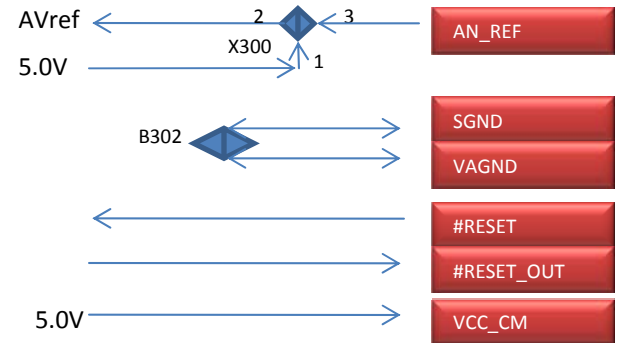 AVref 2 3 AN_REF
X300
5.0V 1
SGND
B302
VAGND
#RESET
#RESET_OUT
5.0V VCC_CM